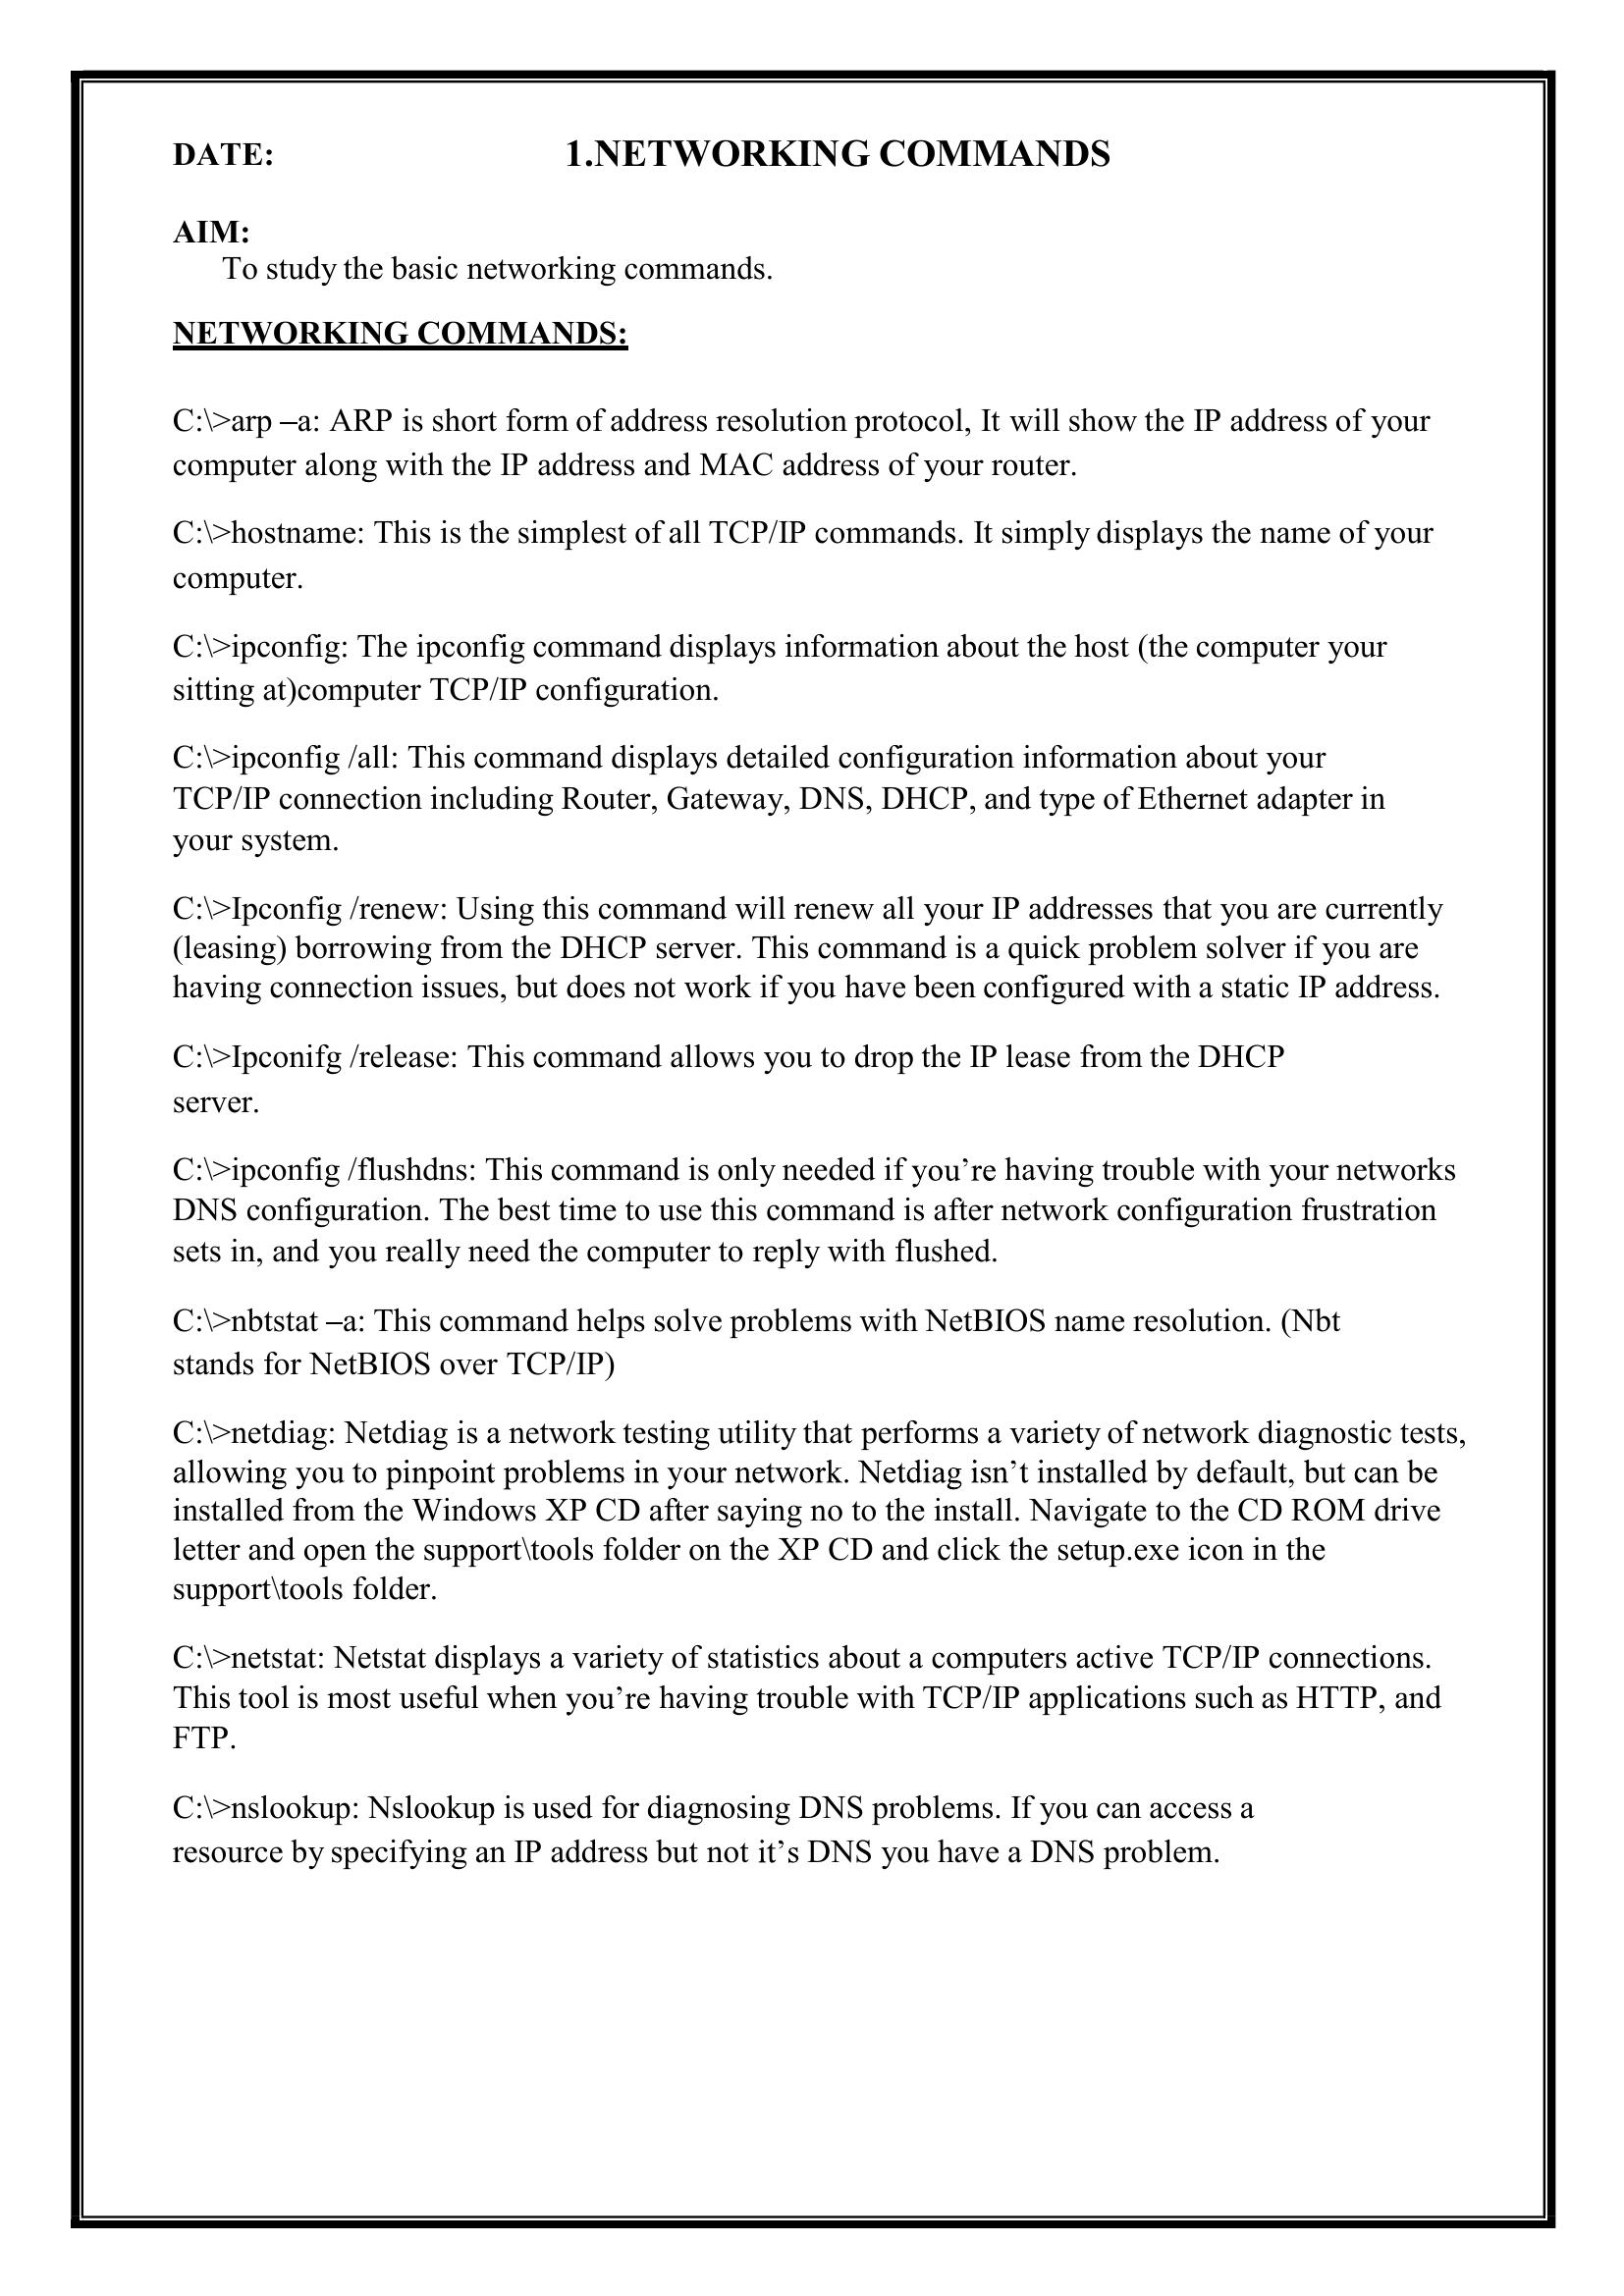 DATE: 1.NETWORKING COMMANDS
AIM:
To study the basic networking commands.
NETWORKING COMMANDS:
C:\>arp –a: ARP is short form of address resolution protocol, It will show the IP address of your
computer along with the IP address and MAC address of your router.
C:\>hostname: This is the simplest of all TCP/IP commands. It simply displays the name of your
computer.
C:\>ipconfig: The ipconfig command displays information about the host (the computer your
sitting at)computer TCP/IP configuration.
C:\>ipconfig /all: This command displays detailed configuration information about your
TCP/IP connection including Router, Gateway, DNS, DHCP, and type of Ethernet adapter in
your system.
C:\>Ipconfig /renew: Using this command will renew all your IP addresses that you are currently
(leasing) borrowing from the DHCP server. This command is a quick problem solver if you are
having connection issues, but does not work if you have been configured with a static IP address.
C:\>Ipconifg /release: This command allows you to drop the IP lease from the DHCP
server.
C:\>ipconfig /flushdns: This command is only needed if you’re having trouble with your networks
DNS configuration. The best time to use this command is after network configuration frustration
sets in, and you really need the computer to reply with flushed.
C:\>nbtstat –a: This command helps solve problems with NetBIOS name resolution. (Nbt
stands for NetBIOS over TCP/IP)
C:\>netdiag: Netdiag is a network testing utility that performs a variety of network diagnostic tests,
allowing you to pinpoint problems in your network. Netdiag isn’t installed by default, but can be
installed from the Windows XP CD after saying no to the install. Navigate to the CD ROM drive
letter and open the support\tools folder on the XP CD and click the setup.exe icon in the
support\tools folder.
C:\>netstat: Netstat displays a variety of statistics about a computers active TCP/IP connections.
This tool is most useful when you’re having trouble with TCP/IP applications such as HTTP, and
FTP.
C:\>nslookup: Nslookup is used for diagnosing DNS problems. If you can access a
resource by specifying an IP address but not it’s DNS you have a DNS problem.